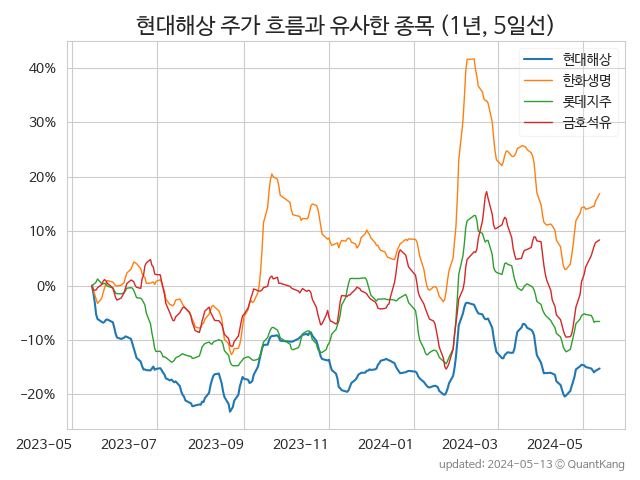 현대해상 주가 흐름과 유사한 종목 (1년, 5일선)
현대해상
한화생명
롯데지주
금호석유
40%
30%
20%
10%
0%
−10%
−20%
2023-05 2023-07 2023-09 2023-11 2024-01 2024-03 2024-05
updated: 2024-05-13 © QuantKang